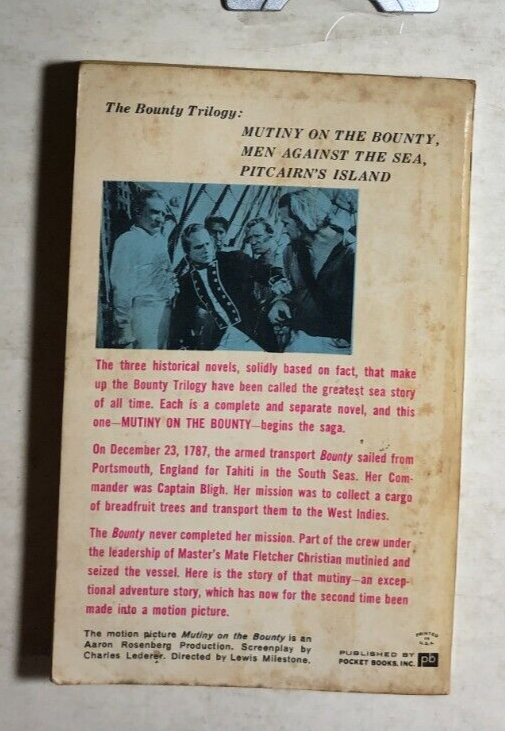 The Bounty Trilogy:
MUTINY ON THE BOUNTY,
MEN AGAINST THE SEA,
PITCAIRN'S ISLAND
The three historical novels, solidly based on fact, that make
up the Bounty Trilogy have been called the greatest sea story
of all time. Each is a complete and separate novel, and this
one—MUTINY ON THE BOUNTY—begins the saga.
On December 23, 1787, the armed transport Bounty sailed from
Portsmouth, England for Tahiti in the South Seas. Her Com-
mander was Captain Bligh. Her mission was to collect a cargo
of breadfruit trees and transport them to the West Indies.
The Bounty never completed her mission. Part of the crew under
the leadership of Master's Mate Fletcher Christian mutinied and
seized the vessel. Here is the story of that mutiny—an excep-
tional adventure story, which has now for the second time been
made into a motion picture.
The motion picture Mutiny on the Bounty is an
Aaron Rosenberg Production. Screenplay by
Charles Lederer. Directed by Lewis Milestone.
PRINTED
IN
U.S.A.
PUBLISHED BY
POCKET BOOKS, INC.
pb